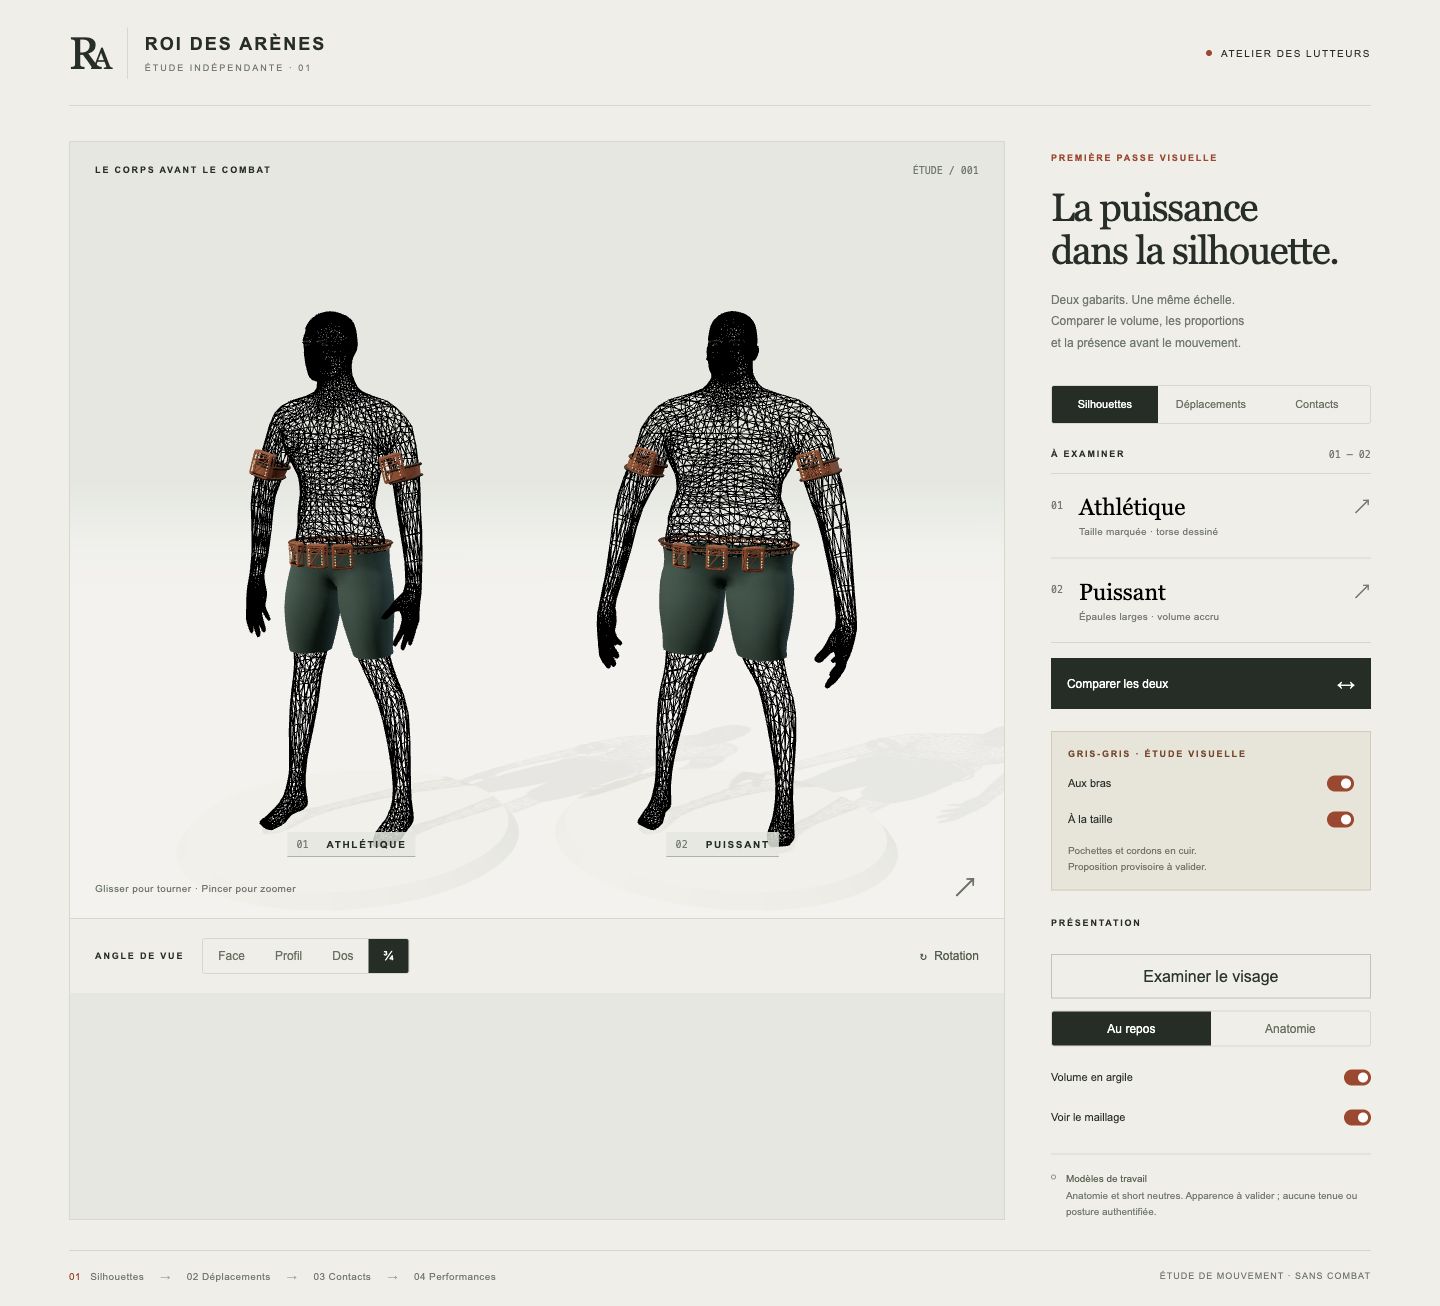 RA
ROI DES ARÈNES
ÉTUDE INDÉPENDANTE · 01
ATELIER DES LUTTEURS
LE CORPS AVANT LE COMBAT
ÉTUDE / 001
01 ATHLÉTIQUE
02 PUISSANT
Glisser pour tourner · Pincer pour zoomer
ANGLE DE VUE
Face
Profil
Dos
¾
↻ Rotation
PREMIÈRE PASSE VISUELLE
La puissance
dans la silhouette.
Deux gabarits. Une même échelle.
Comparer le volume, les proportions
et la présence avant le mouvement.
Silhouettes
Déplacements
Contacts
À EXAMINER
01 — 02
01 Athlétique
Taille marquée · torse dessiné
02 Puissant
Épaules larges · volume accru
Comparer les deux
GRIS-GRIS · ÉTUDE VISUELLE
Aux bras
À la taille
Pochettes et cordons en cuir.
Proposition provisoire à valider.
PRÉSENTATION
Examiner le visage
Au repos
Anatomie
Volume en argile
Voir le maillage
Modèles de travail
Anatomie et short neutres. Apparence à valider ; aucune tenue ou
posture authentifiée.
01 Silhouettes → 02 Déplacements → 03 Contacts → 04 Performances
ÉTUDE DE MOUVEMENT · SANS COMBAT